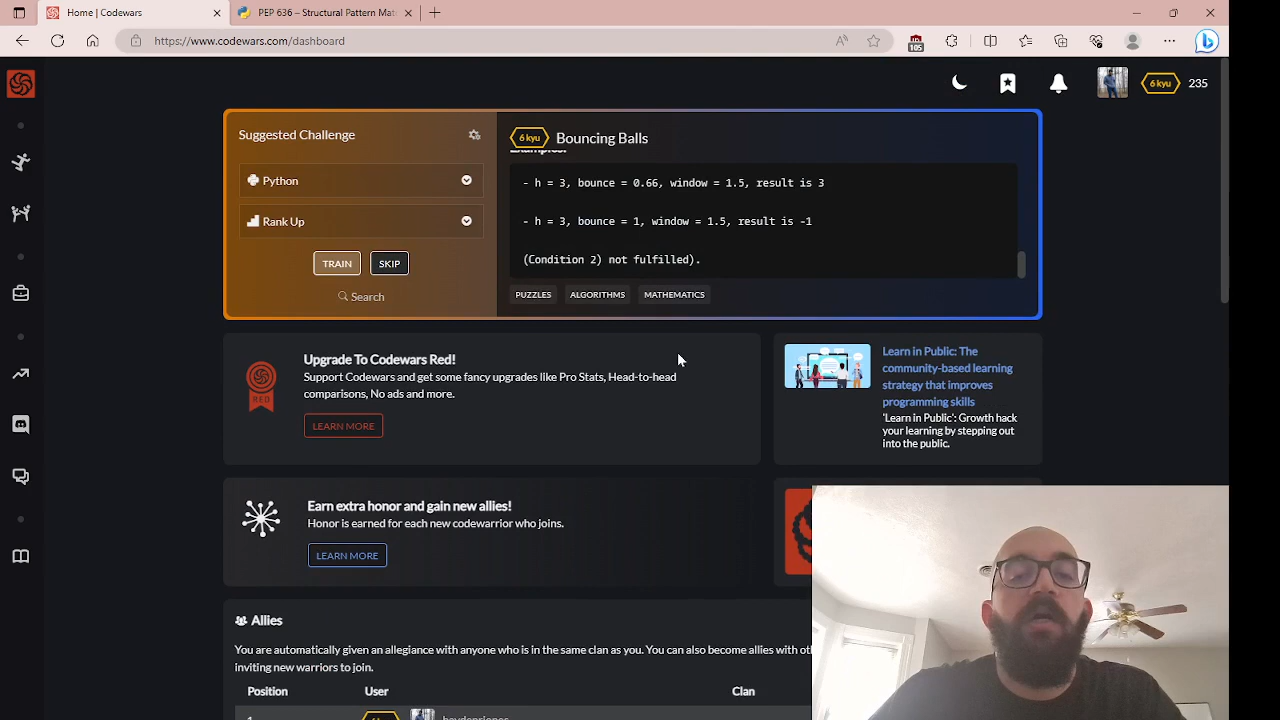 Home | Codewars
PEP 636 – Structural Pattern Mat
https://www.codewars.com/dashboard
105
6 kyu
235
Suggested Challenge
Python
Rank Up
TRAIN
SKIP
Search
6 kyu
Bouncing Balls
Examples:
- h = 3, bounce = 0.66, window = 1.5, result is 3
- h = 3, bounce = 1, window = 1.5, result is -1
(Condition 2) not fulfilled).
PUZZLES
ALGORITHMS
MATHEMATICS
Upgrade To Codewars Red!
Support Codewars and get some fancy upgrades like Pro Stats, Head-to-head
comparisons, No ads and more.
RED
LEARN MORE
Learn in Public: The
community-based learning
strategy that improves
programming skills
'Learn in Public': Growth hack
your learning by stepping out
into the public.
Earn extra honor and gain new allies!
Honor is earned for each new codewarrior who joins.
LEARN MORE
Allies
You are automatically given an allegiance with anyone who is in the same clan as you. You can also become allies with
inviting new warriors to join.
Position
User
Clan